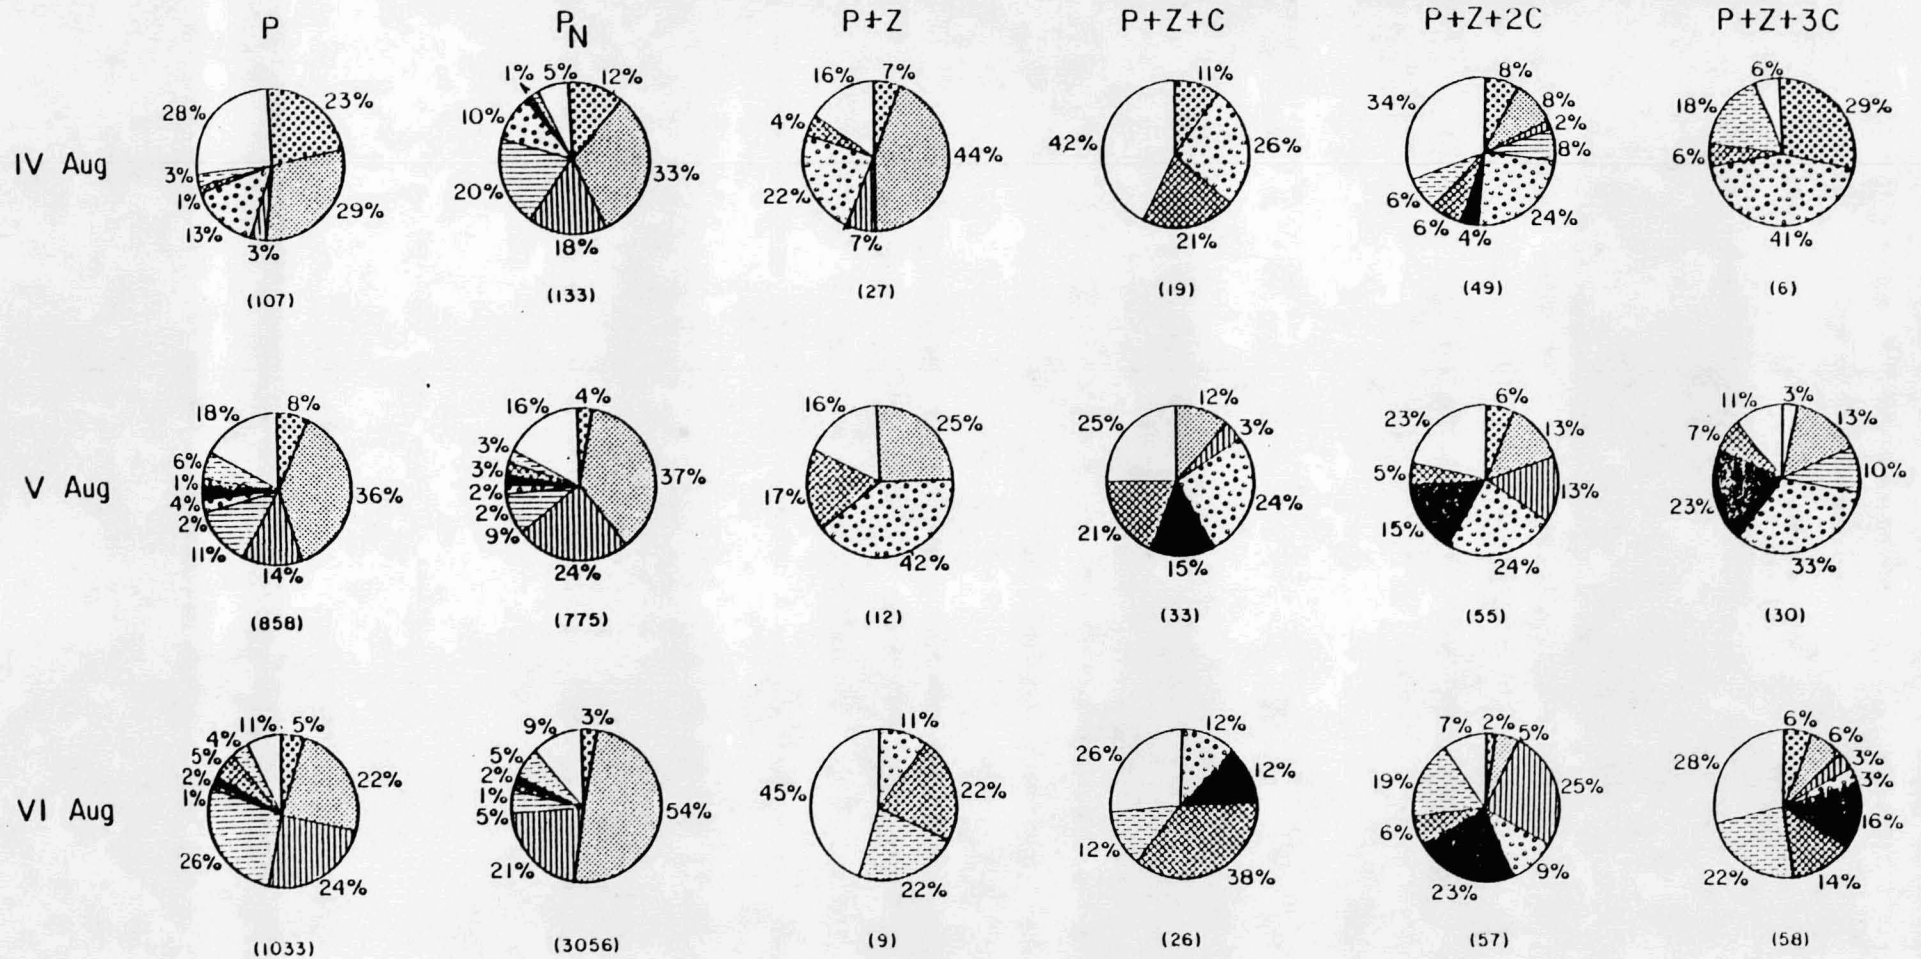 P PN P+Z P+Z+C P+Z+2C P+Z+3C
IV Aug
28% 23% 3% 1% 13% 3% 29%
(107)
1% 5% 12% 10% 33% 20% 18%
(133)
16% 7% 4% 44% 22% 7%
(27)
11% 42% 26% 21%
(19)
8% 34% 8% 2% 8% 6% 6% 4% 24%
(49)
6% 18% 29% 6% 41%
(6)
V Aug
18% 8% 6% 1% 4% 2% 11% 14% 36%
(858)
16% 4% 3% 3% 2% 2% 9% 24% 37%
(775)
16% 25% 17% 42%
(12)
25% 12% 3% 24% 21% 15%
(33)
23% 6% 13% 13% 5% 15% 24%
(55)
11% 3% 13% 7% 10% 23% 33%
(30)
VI Aug
11% 5% 4% 5% 2% 1% 22% 26% 24%
(1033)
9% 3% 5% 2% 1% 5% 54% 21%
(3056)
11% 45% 22% 22%
(9)
26% 12% 12% 12% 38%
(26)
7% 2% 5% 19% 25% 6% 9% 23%
(57)
6% 6% 3% 3% 28% 16% 22% 14%
(58)